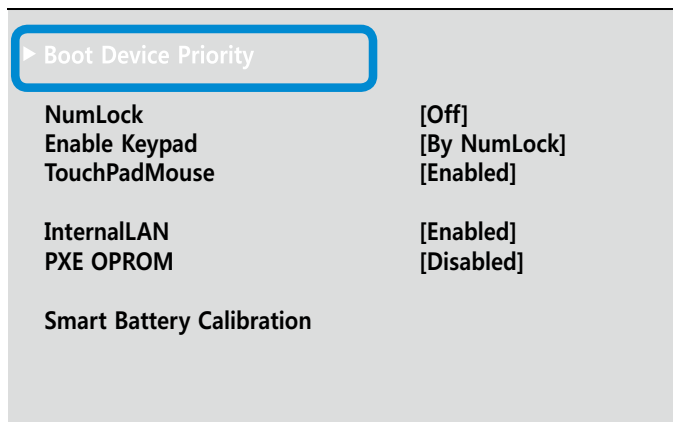 ▶ Boot Device Priority
NumLock [Off]
Enable Keypad [By NumLock]
TouchPadMouse [Enabled]
InternalLAN [Enabled]
PXE OPROM [Disabled]
Smart Battery Calibration